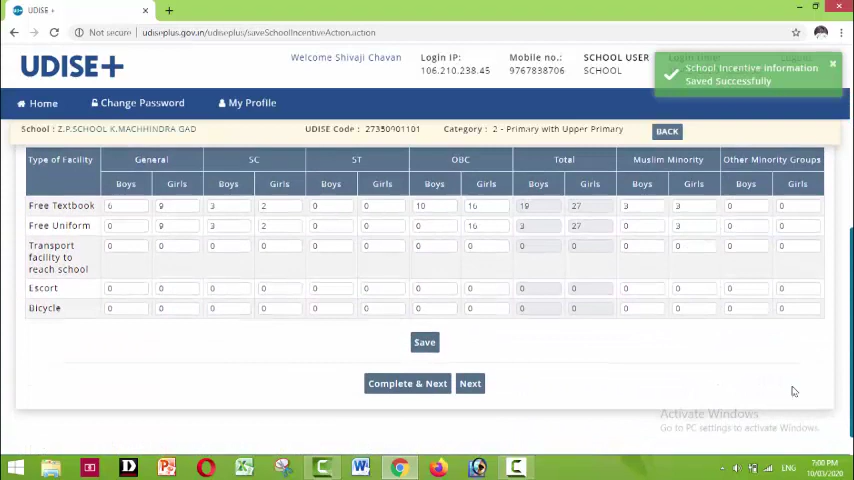 UDISE +
Not secure | udiseplus.gov.in/udiseplus/saveSchoolIncentiveAction.action
UDISE+
Welcome Shivaji Chavan
Login IP:
106.210.238.45
Mobile no.:
9767838706
SCHOOL USER
SCHOOL
School Incentive Information
Saved Successfully
Home
Change Password
My Profile
School : Z.P.SCHOOL K.MACHHINDRA GAD
UDISE Code : 27350901101
Category : 2 - Primary with Upper Primary
BACK
Type of Facility General SC ST OBC Total Muslim Minority Other Minority Groups
Boys Girls Boys Girls Boys Girls Boys Girls Boys Girls Boys Girls Boys Girls
Free Textbook 6 9 3 2 0 0 10 16 19 27 3 3 0 0
Free Uniform 0 9 3 2 0 0 0 16 3 27 0 3 0 0
Transport
facility to
reach school
0 0 0 0 0 0 0 0 0 0 0 0 0 0
Escort 0 0 0 0 0 0 0 0 0 0 0 0 0 0
Bicycle 0 0 0 0 0 0 0 0 0 0 0 0 0 0
Save
Complete & Next
Next
Activate Windows
Go to PC settings to activate Windows.
ENG
7:00 PM
10/03/2020